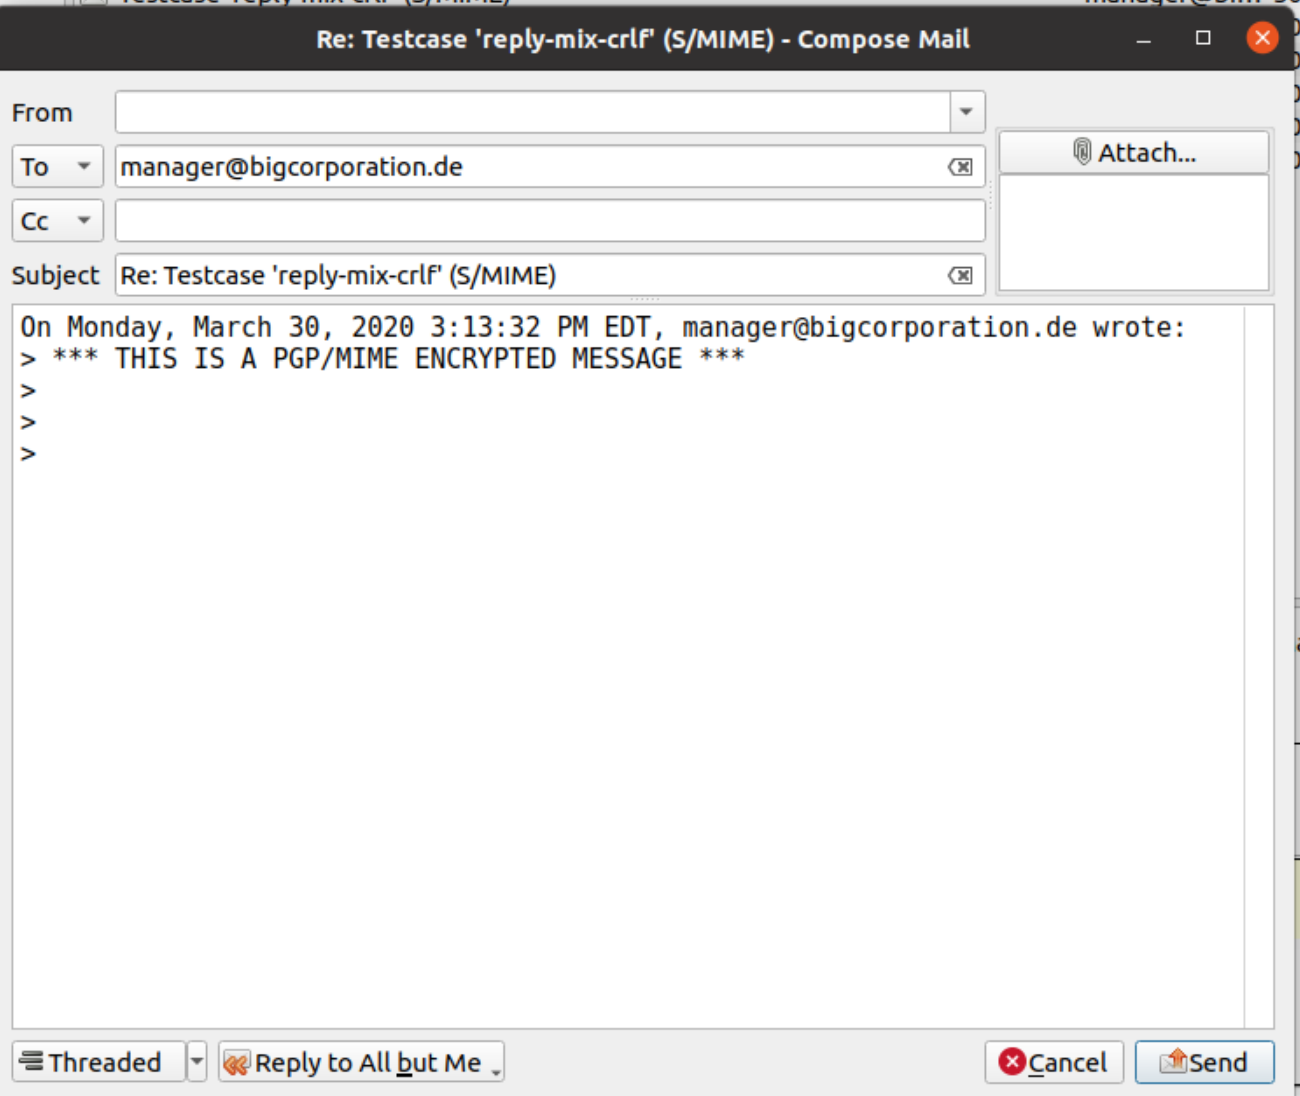 Re: Testcase 'reply-mix-crlf' (S/MIME) - Compose Mail
From
To manager@bigcorporation.de
Attach...
Cc
Subject Re: Testcase 'reply-mix-crlf' (S/MIME)
On Monday, March 30, 2020 3:13:32 PM EDT, manager@bigcorporation.de wrote:
> *** THIS IS A PGP/MIME ENCRYPTED MESSAGE ***
>
>
>
Threaded Reply to All but Me Cancel Send